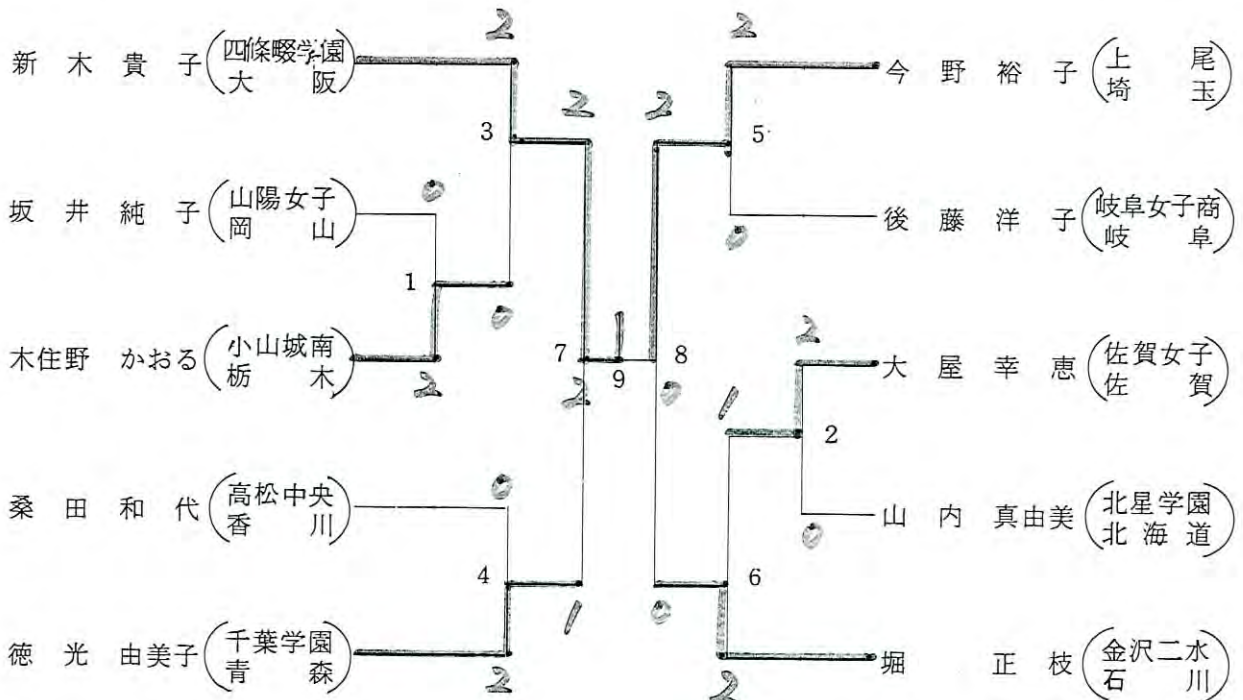 2 2
新木貴子(四條畷学園 大阪) 今野裕子(上尾 埼玉)
2 2
3 5
0
坂井純子(山陽女子 岡山) 後藤洋子(岐阜女子商 岐阜)
0
1
0
2
木住野 かおる(小山城南 栃木) 大屋幸恵(佐賀女子 佐賀)
7 9 8
2 2 0 1
2
0
桑田和代(高松中央 香川) 山内真由美(北星学園 北海道)
0
4 6
1 0
徳光由美子(千葉学園 青森) 堀正枝(金沢二水 石川)
2 2